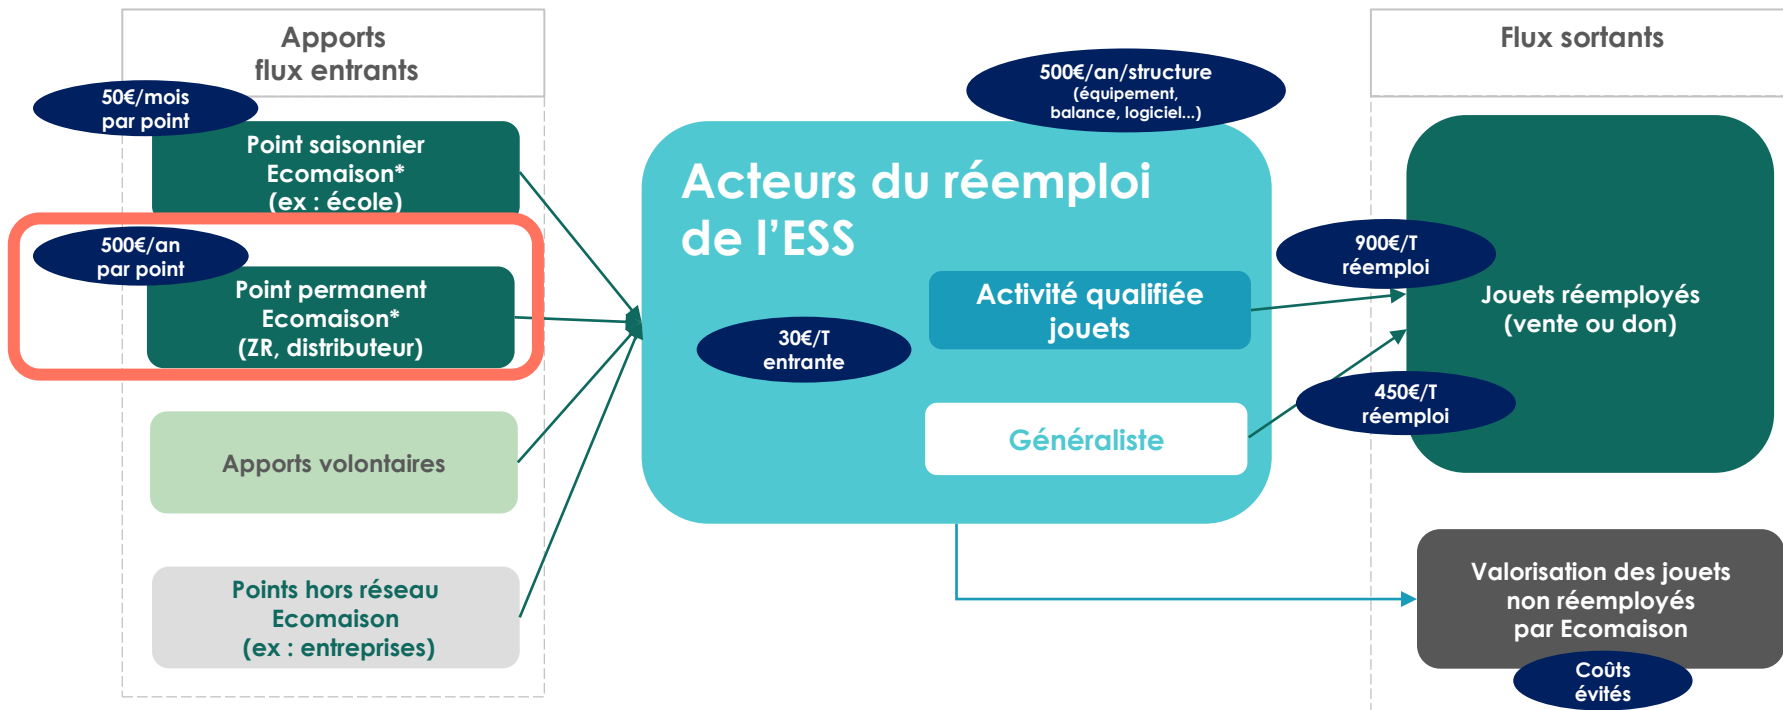 Apports
flux entrants
50€/mois
par point
Point saisonnier
Ecomaison*
(ex : école)
500€/an
par point
Point permanent
Ecomaison*
(ZR, distributeur)
Apports volontaires
Points hors réseau
Ecomaison
(ex : entreprises)
500€/an/structure
(équipement,
balance, logiciel...)
Acteurs du réemploi
de l'ESS
30€/T
entrante
Activité qualifiée
jouets
Généraliste
Flux sortants
900€/T
réemploi
450€/T
réemploi
Jouets réemployés
(vente ou don)
Valorisation des jouets
non réemployés
par Ecomaison
Coûts
évités